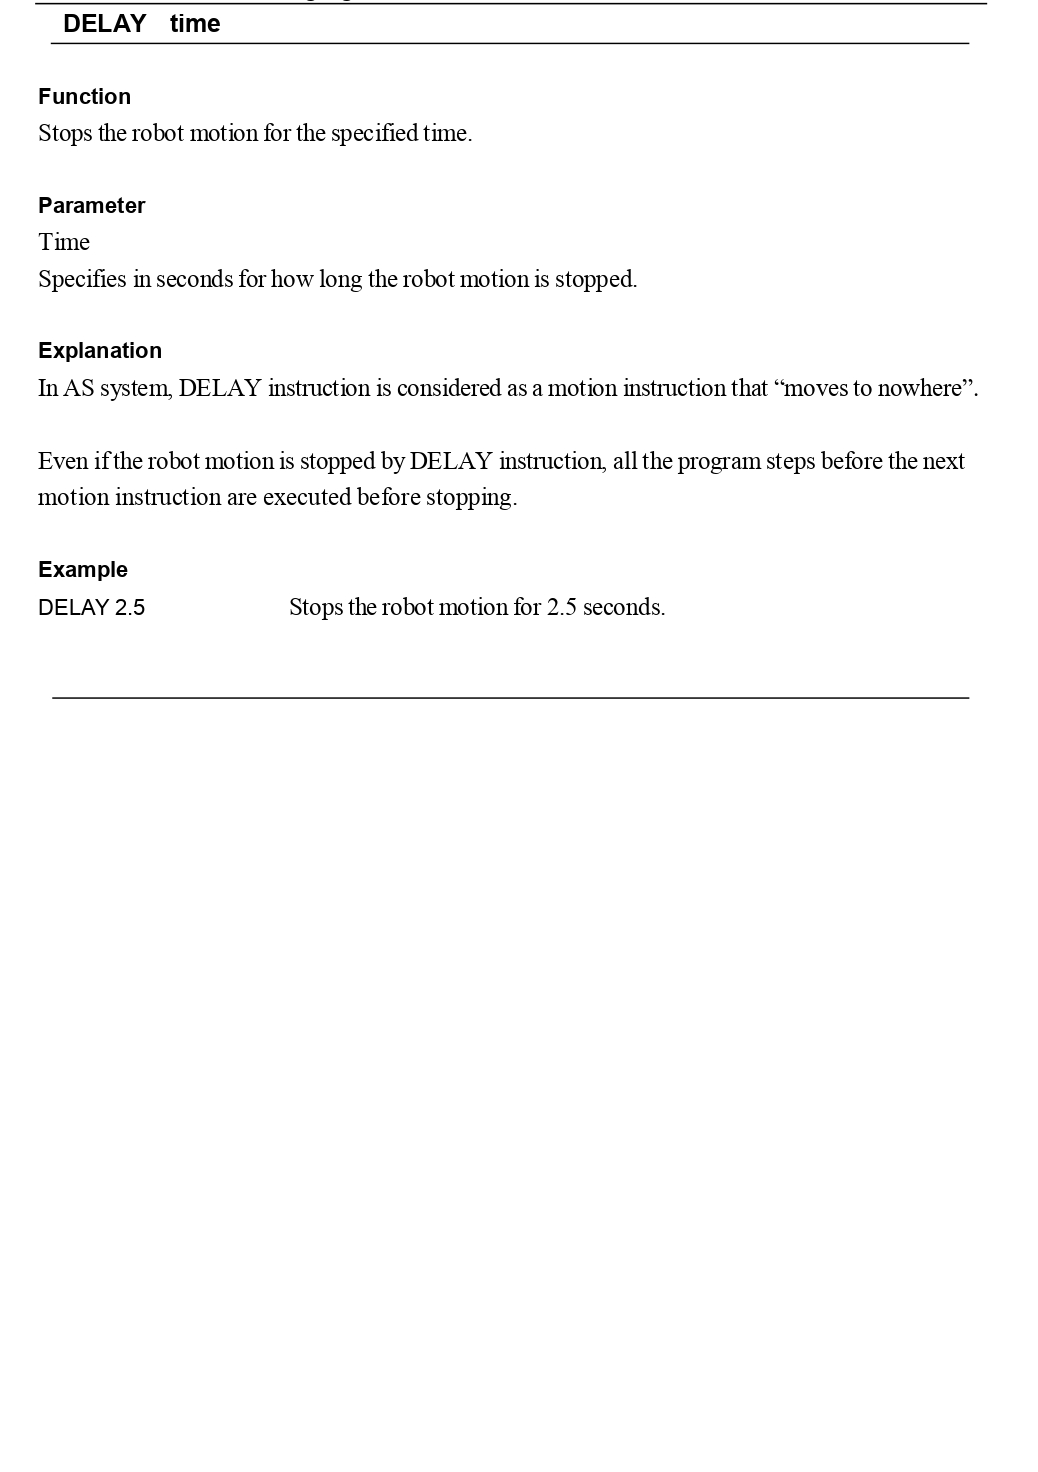 DELAY time
Function
Stops the robot motion for the specified time.
Parameter
Time
Specifies in seconds for how long the robot motion is stopped.
Explanation
In AS system, DELAY instruction is considered as a motion instruction that “moves to nowhere”.
Even if the robot motion is stopped by DELAY instruction, all the program steps before the next
motion instruction are executed before stopping.
Example
DELAY 2.5 Stops the robot motion for 2.5 seconds.